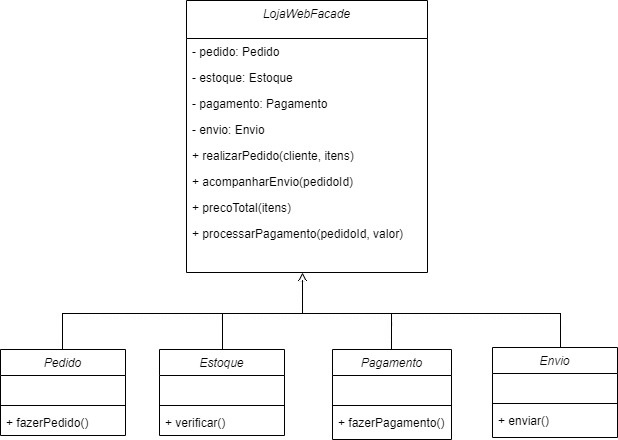 LojaWebFacade
- pedido: Pedido
- estoque: Estoque
- pagamento: Pagamento
- envio: Envio
+ realizarPedido(cliente, itens)
+ acompanharEnvio(pedidoId)
+ precoTotal(itens)
+ processarPagamento(pedidoId, valor)
Pedido
+ fazerPedido()
Estoque
+ verificar()
Pagamento
+ fazerPagamento()
Envio
+ enviar()